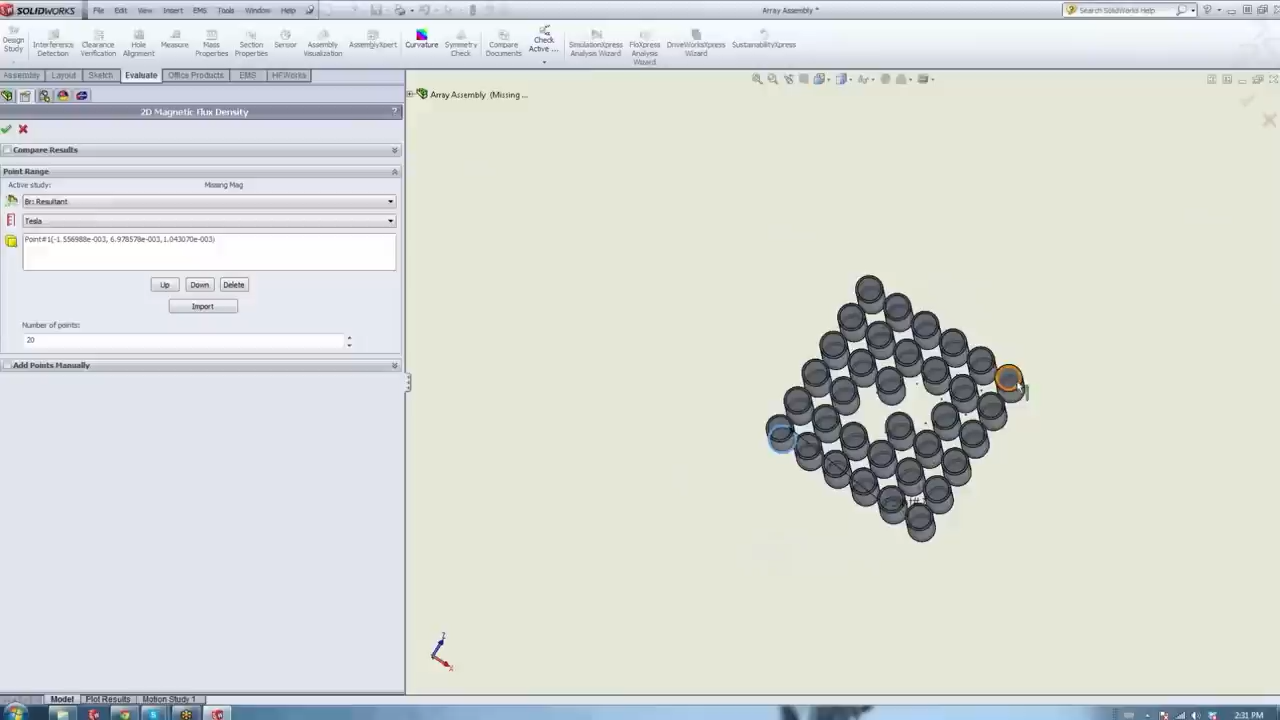 SOLIDWORKS File Edit View Insert EMS Tools Window Help Array Assembly * Search SolidWorks Help
Design Study Interference Detection Clearance Verification Hole Alignment Measure Mass Properties Section Properties Sensor Assembly Visualization AssemblyXpert Curvature Symmetry Check Compare Documents Check Active ... SimulationXpress Analysis Wizard FloXpress Analysis Wizard DriveWorksXpress Wizard SustainabilityXpress
Assembly Layout Sketch Evaluate Office Products EMS HFWorks
Array Assembly (Missing ...
2D Magnetic Flux Density ?
Compare Results
Point Range
Active study: Missing Mag
Br: Resultant
Tesla
Point#1(-1.556988e-003, 6.978578e-003,1.043070e-003)
Up Down Delete
Import
Number of points:
20
Add Points Manually
Z
X
Model Plot Results Motion Study 1
2:31 PM